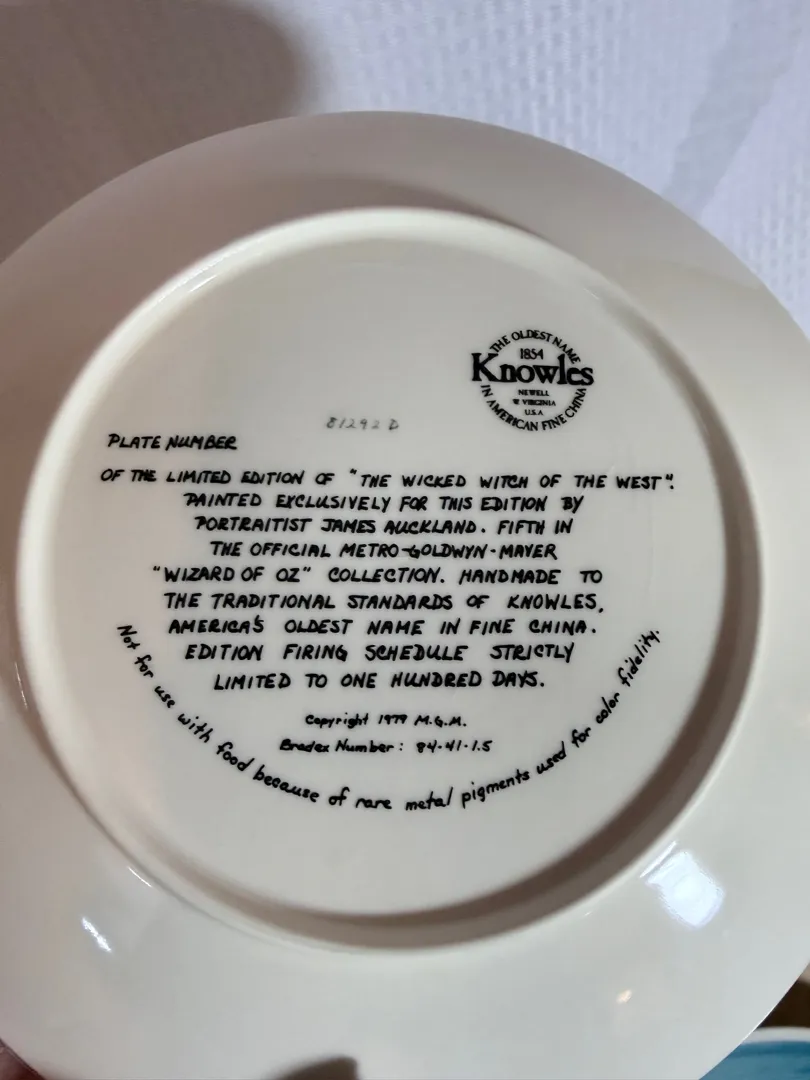 THE OLDEST NAME
1854
Knowles
NEWELL
W VIRGINIA
U.S.A
IN AMERICAN FINE CHINA
81292 D
PLATE NUMBER
OF THE LIMITED EDITION OF "THE WICKED WITCH OF THE WEST".
PAINTED EXCLUSIVELY FOR THIS EDITION BY
PORTRAITIST JAMES AUCKLAND. FIFTH IN
THE OFFICIAL METRO-GOLDWYN-MAYER
"WIZARD OF OZ" COLLECTION. HANDMADE TO
THE TRADITIONAL STANDARDS OF KNOWLES,
AMERICA'S OLDEST NAME IN FINE CHINA.
EDITION FIRING SCHEDULE STRICTLY
LIMITED TO ONE HUNDRED DAYS.
Copyright 1979 M.G.M.
Bradex Number: 84-41-1.5
Not for use with food because of rare metal pigments used for color fidelity.